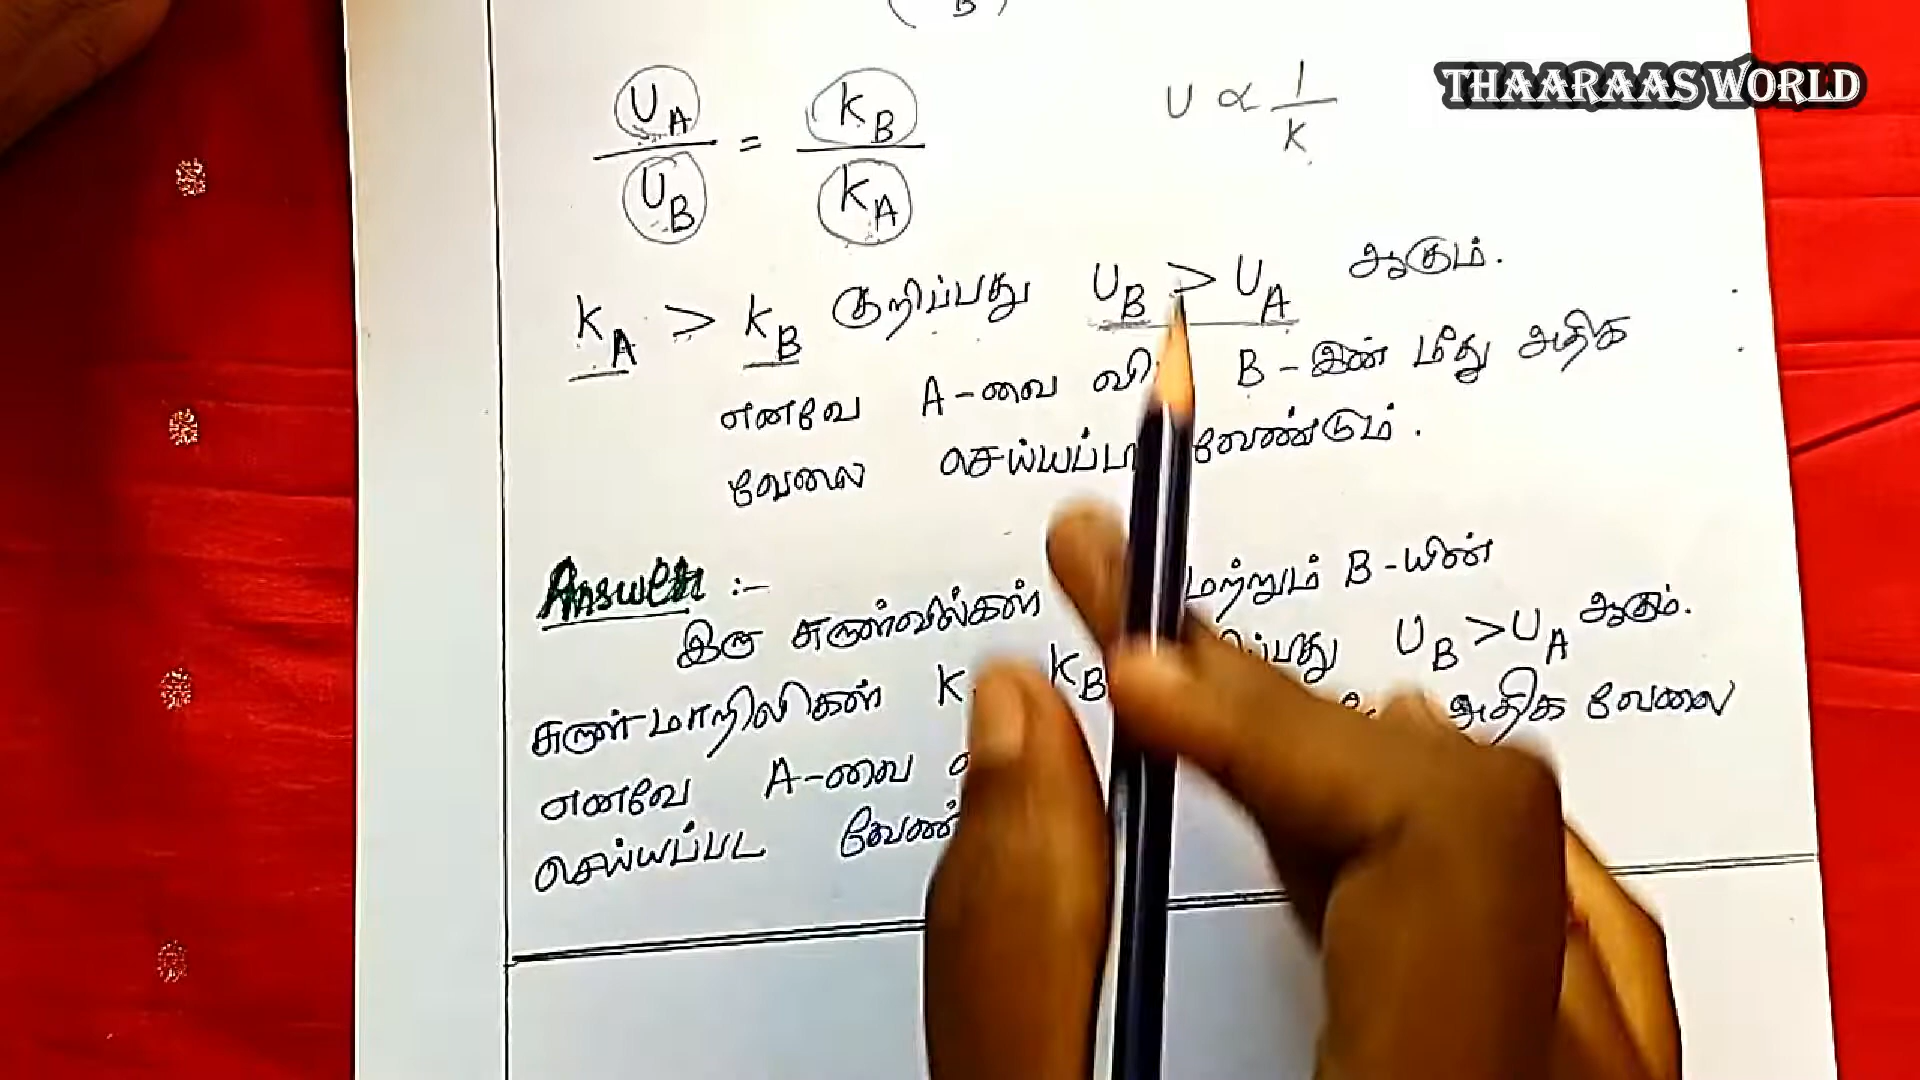 THAARAAS WORLD
U_A / U_B = K_B / K_A
U ∝ 1/K
K_A > K_B குறிப்பது U_B > U_A ஆகும்.
எனவே A-வை B-இன் மீது அதிக
வேலை வேண்டும்.
Answer :-
இரு சுருள்வில்கள் மற்றும் B-யின்
சுருள் மாறிலிகள் K K_B U_B > U_A ஆகும்.
எனவே A-வை அதிக வேலை
செய்யப்பட